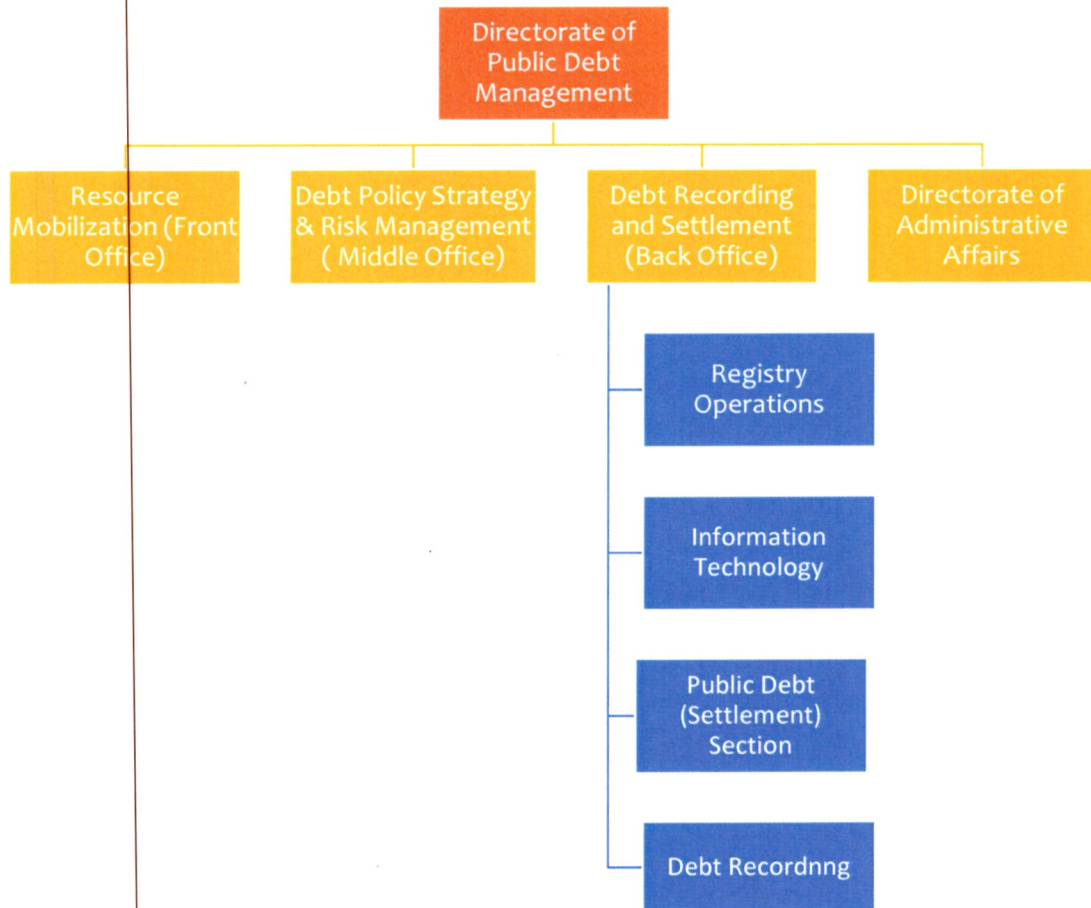 Directorate of
Public Debt
Management
Resource
Mobilization (Front
Office)
Debt Policy Strategy
& Risk Management
( Middle Office)
Debt Recording
and Settlement
(Back Office)
Directorate of
Administrative
Affairs
Registry
Operations
Information
Technology
Public Debt
(Settlement)
Section
Debt Recordnng